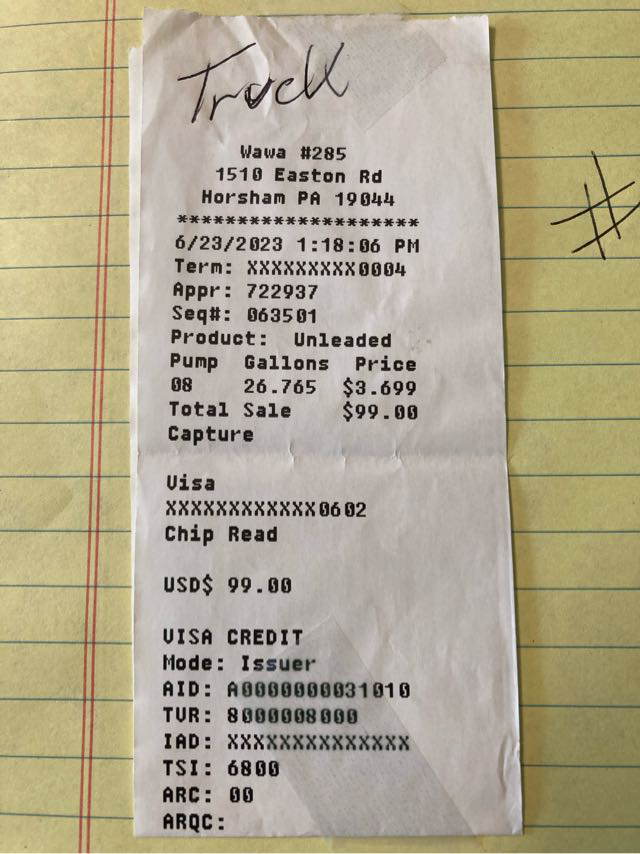 Truck
Wawa #285
1510 Easton Rd
Horsham PA 19044
********************
6/23/2023 1:18:06 PM
Term: XXXXXXXXX0004
Appr: 722937
Seq#: 063501
Product: Unleaded
Pump Gallons Price
08 26.765 $3.699
Total Sale $99.00
Capture
Visa
XXXXXXXXXXXX0602
Chip Read
USD$ 99.00
VISA CREDIT
Mode: Issuer
AID: A0000000031010
TVR: 8000008000
IAD: XXXXXXXXXXXXXX
TSI: 6800
ARC: 00
ARQC:
#